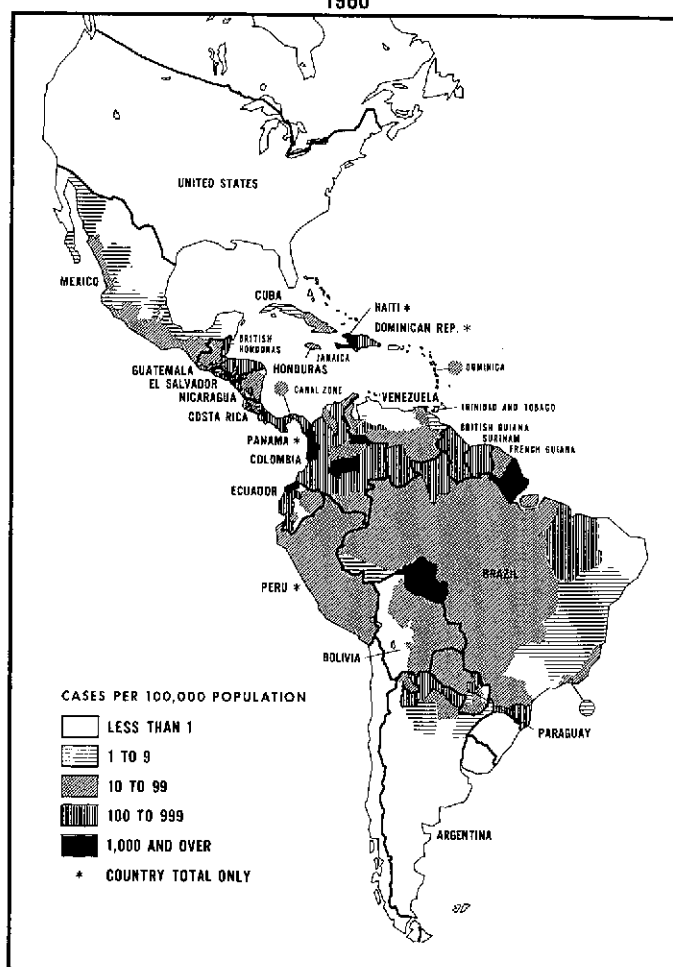 1960
UNITED STATES
MEXICO
CUBA
HAITI *
DOMINICAN REP. *
BRITISH
HONDURAS
JAMAICA
DOMINICA
GUATEMALA
HONDURAS
EL SALVADOR
CANAL ZONE
NICARAGUA
VENEZUELA
TRINIDAD AND TOBAGO
COSTA RICA
BRITISH GUIANA
PANAMA *
SURINAM
FRENCH GUIANA
COLOMBIA
ECUADOR
PERU *
BRAZIL
BOLIVIA
PARAGUAY
ARGENTINA
CASES PER 100,000 POPULATION
LESS THAN 1
1 TO 9
10 TO 99
100 TO 999
1,000 AND OVER
* COUNTRY TOTAL ONLY